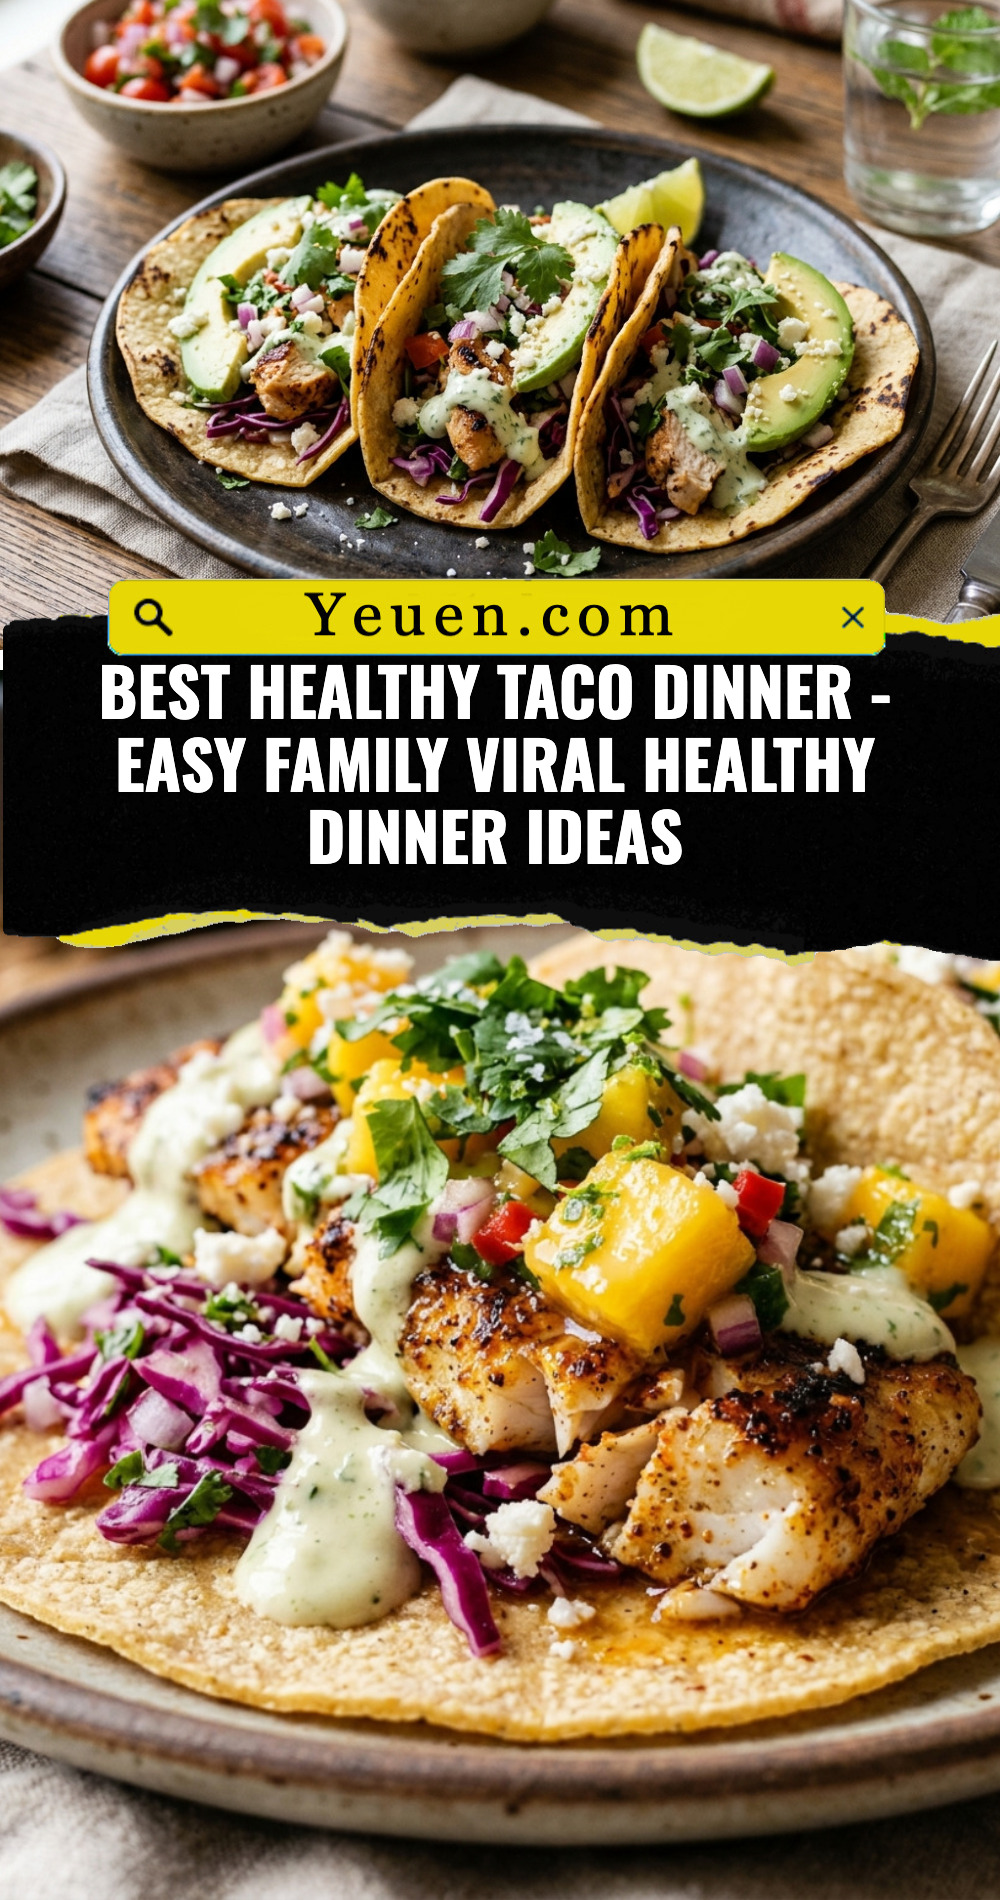 Yeuen.com
BEST HEALTHY TACO DINNER -
EASY FAMILY VIRAL HEALTHY
DINNER IDEAS